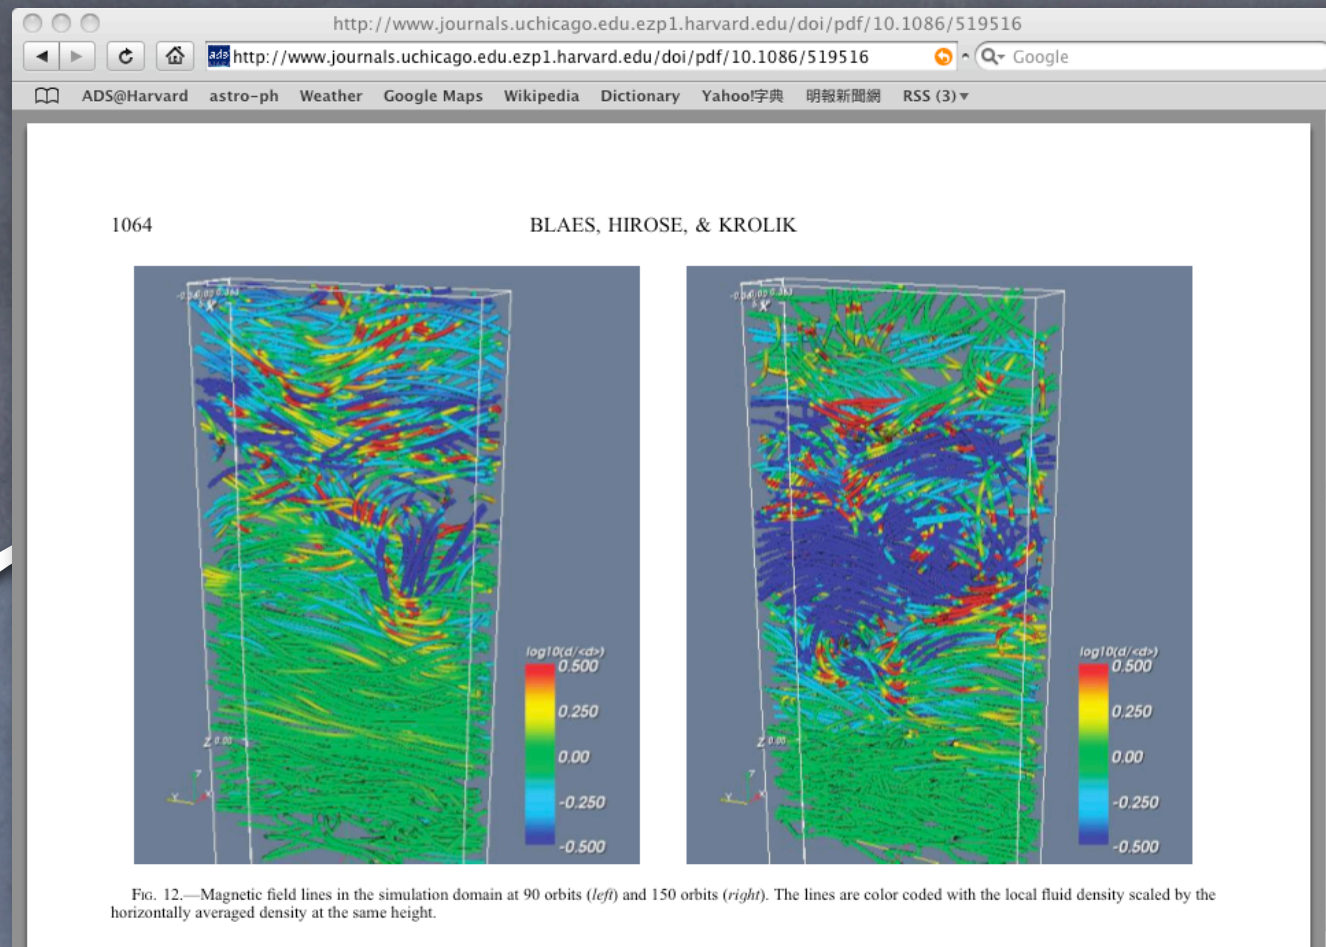 http://www.journals.uchicago.edu.ezp1.harvard.edu/doi/pdf/10.1086/519516
http://www.journals.uchicago.edu.ezp1.harvard.edu/doi/pdf/10.1086/519516
Google
ADS@Harvard astro-ph Weather Google Maps Wikipedia Dictionary Yahoo!字典 明報新聞網 RSS (3)
1064 BLAES, HIROSE, & KROLIK
X
X
log10(d/<d>)
0.500
0.250
0.00
-0.250
-0.500
Z 0.00
log10(d/<d>)
0.500
0.250
0.00
-0.250
-0.500
Z 0.00
FIG. 12.—Magnetic field lines in the simulation domain at 90 orbits (left) and 150 orbits (right). The lines are color coded with the local fluid density scaled by the
horizontally averaged density at the same height.